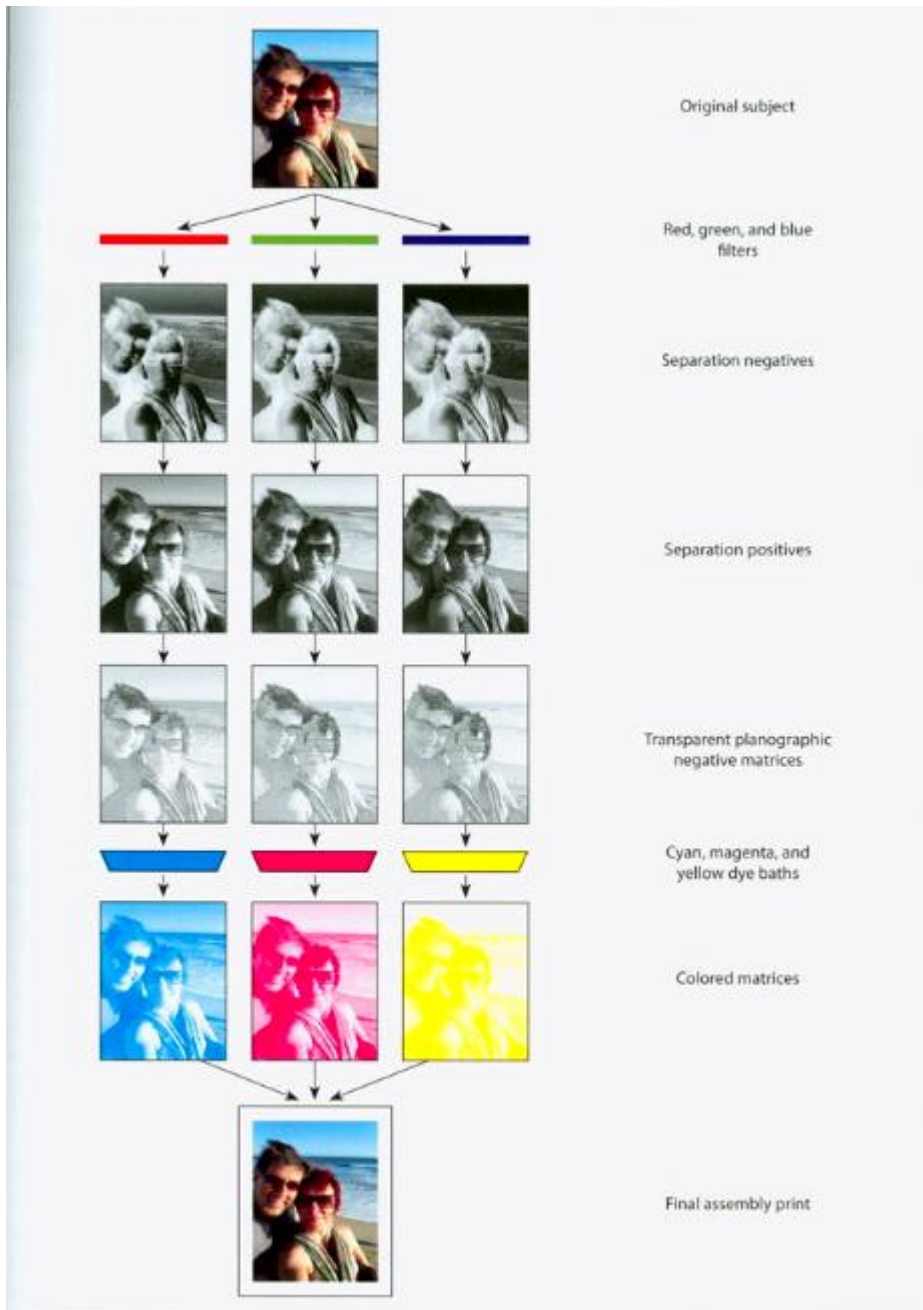 Original subject
Red, green, and blue
filters
Separation negatives
Separation positives
Transparent planographic
negative matrices
Cyan, magenta, and
yellow dye baths
Colored matrices
Final assembly print